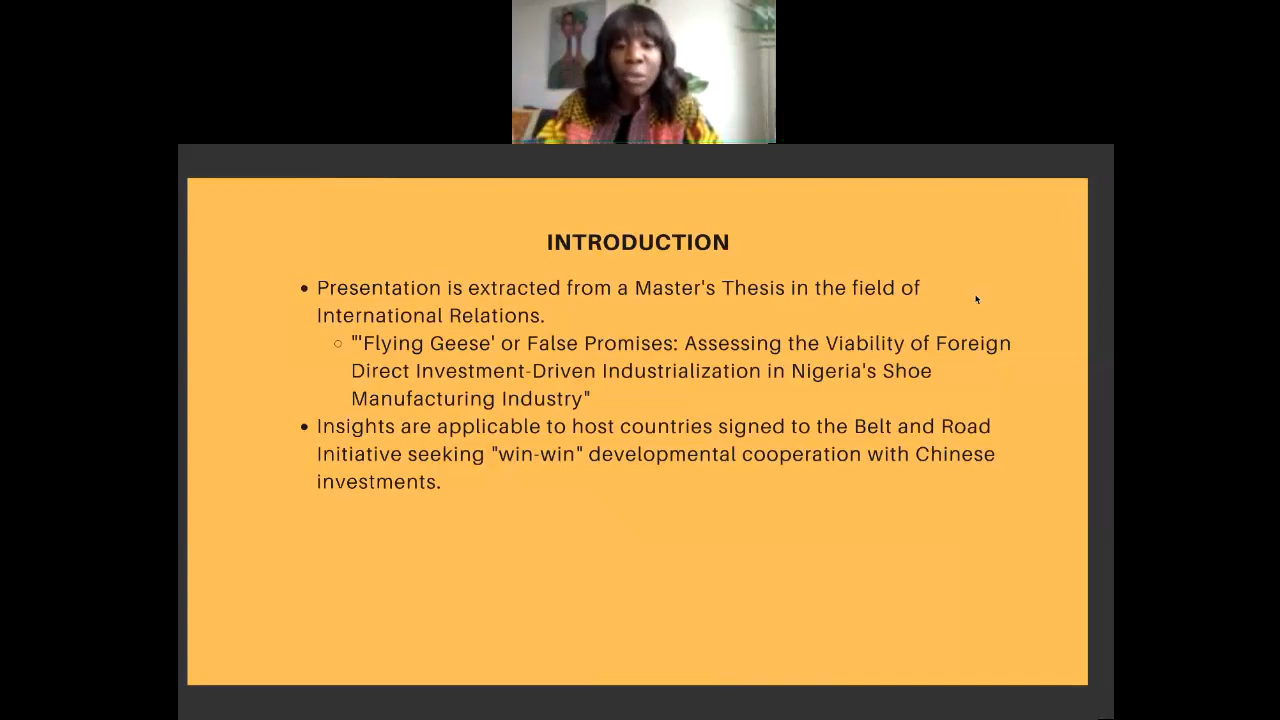 INTRODUCTION
• Presentation is extracted from a Master's Thesis in the field of
International Relations.
○ "'Flying Geese' or False Promises: Assessing the Viability of Foreign
Direct Investment-Driven Industrialization in Nigeria's Shoe
Manufacturing Industry"
• Insights are applicable to host countries signed to the Belt and Road
Initiative seeking "win-win" developmental cooperation with Chinese
investments.